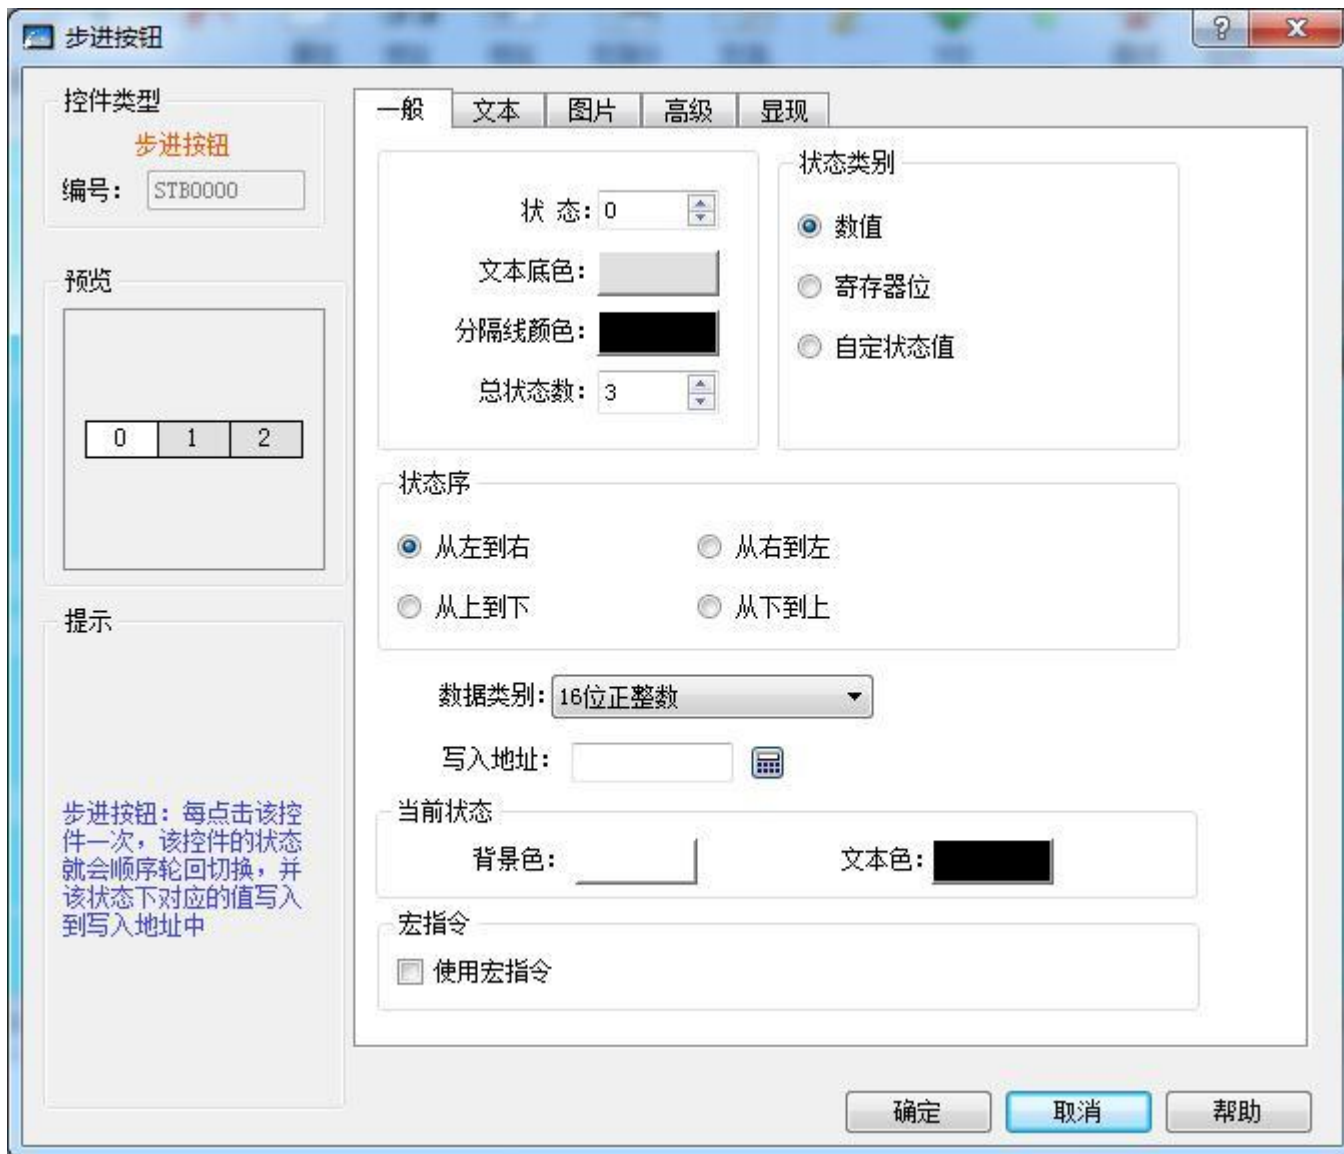 步进按钮
控件类型
步进按钮
编号： STB0000
预览
0 1 2
提示
步进按钮：每点击该控
件一次，该控件的状态
就会顺序轮回切换，并
该状态下对应的值写入
到写入地址中
一般 文本 图片 高级 显现
状 态： 0
文本底色：
分隔线颜色：
总状态数： 3
状态类别
数值
寄存器位
自定状态值
状态序
从左到右 从右到左
从上到下 从下到上
数据类别： 16位正整数
写入地址：
当前状态
背景色： 文本色：
宏指令
使用宏指令
确定 取消 帮助